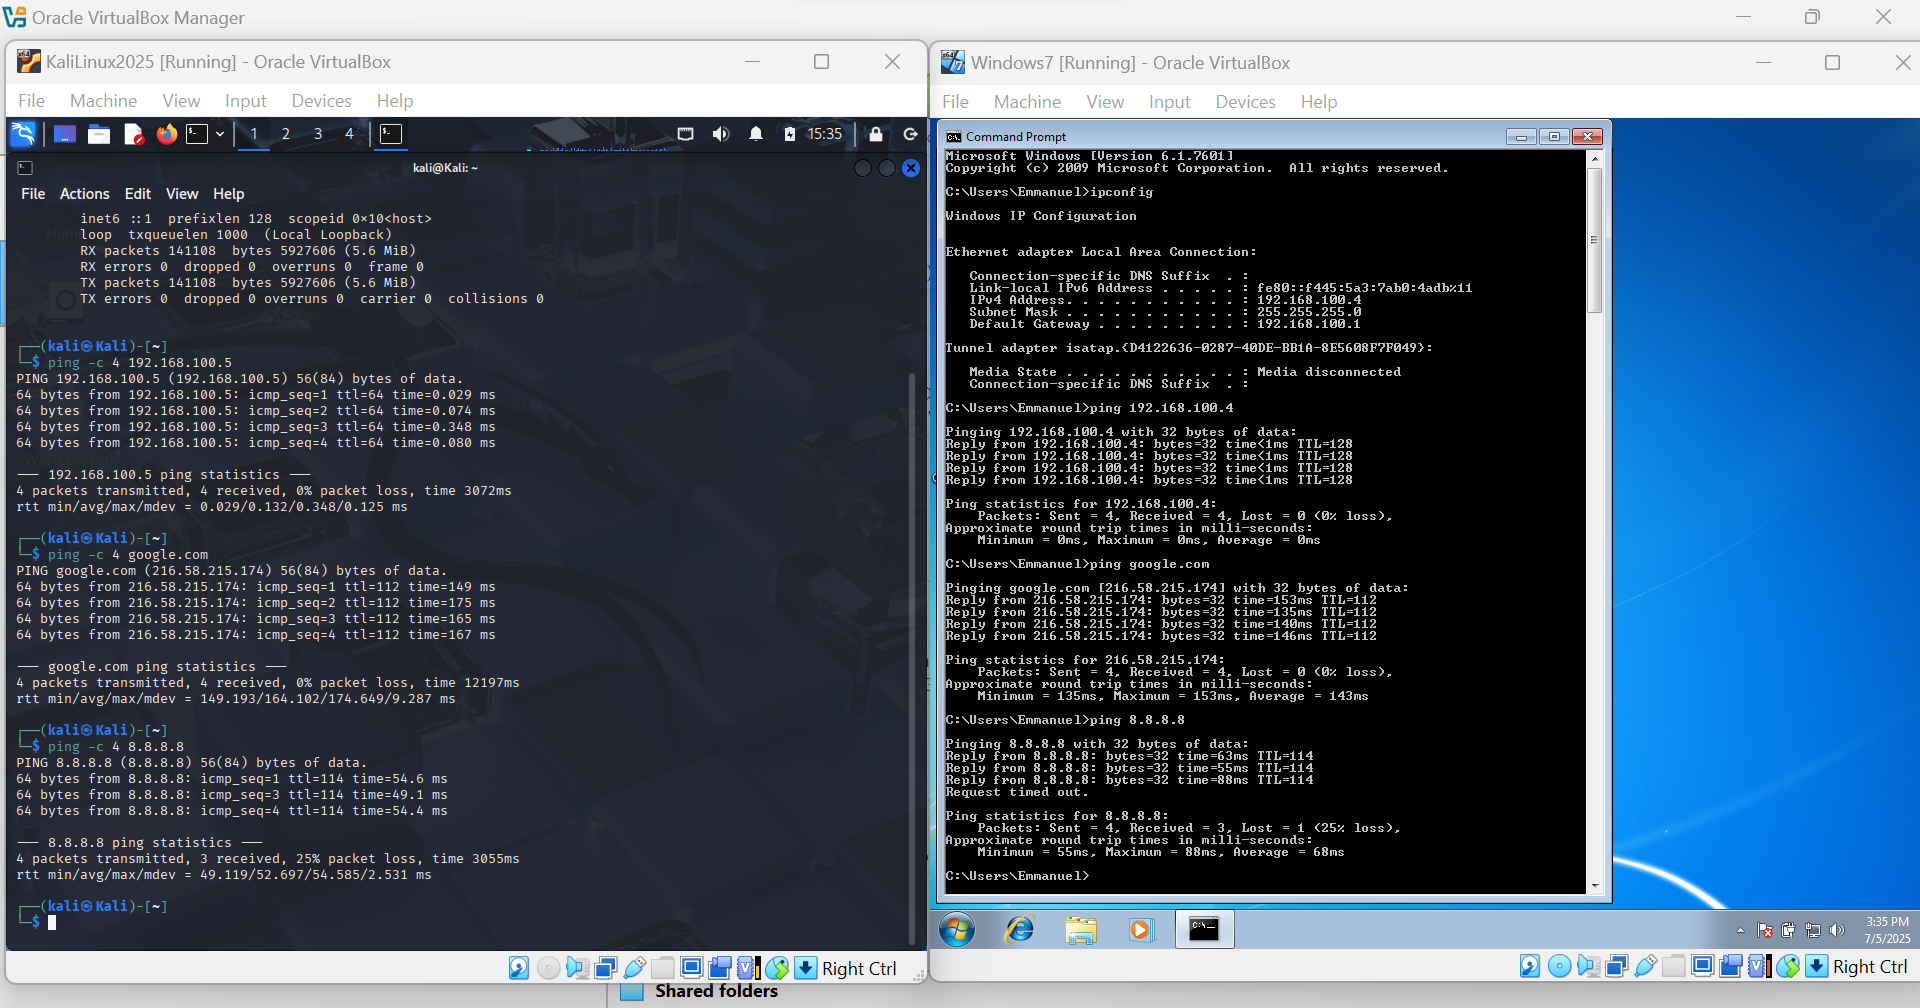 Oracle VirtualBox Manager
KaliLinux2025 [Running] - Oracle VirtualBox
File Machine View Input Devices Help
1 2 3 4 15:35
kali@Kali: ~
File Actions Edit View Help
inet6 ::1 prefixlen 128 scopeid 0×10<host>
loop txqueuelen 1000 (Local Loopback)
RX packets 141108 bytes 5927606 (5.6 MiB)
RX errors 0 dropped 0 overruns 0 frame 0
TX packets 141108 bytes 5927606 (5.6 MiB)
TX errors 0 dropped 0 overruns 0 carrier 0 collisions 0
┌──(kali㉿Kali)-[~]
└─$ ping -c 4 192.168.100.5
PING 192.168.100.5 (192.168.100.5) 56(84) bytes of data.
64 bytes from 192.168.100.5: icmp_seq=1 ttl=64 time=0.029 ms
64 bytes from 192.168.100.5: icmp_seq=2 ttl=64 time=0.074 ms
64 bytes from 192.168.100.5: icmp_seq=3 ttl=64 time=0.348 ms
64 bytes from 192.168.100.5: icmp_seq=4 ttl=64 time=0.080 ms
── 192.168.100.5 ping statistics ──
4 packets transmitted, 4 received, 0% packet loss, time 3072ms
rtt min/avg/max/mdev = 0.029/0.132/0.348/0.125 ms
┌──(kali㉿Kali)-[~]
└─$ ping -c 4 google.com
PING google.com (216.58.215.174) 56(84) bytes of data.
64 bytes from 216.58.215.174: icmp_seq=1 ttl=112 time=149 ms
64 bytes from 216.58.215.174: icmp_seq=2 ttl=112 time=175 ms
64 bytes from 216.58.215.174: icmp_seq=3 ttl=112 time=165 ms
64 bytes from 216.58.215.174: icmp_seq=4 ttl=112 time=167 ms
── google.com ping statistics ──
4 packets transmitted, 4 received, 0% packet loss, time 12197ms
rtt min/avg/max/mdev = 149.193/164.102/174.649/9.287 ms
┌──(kali㉿Kali)-[~]
└─$ ping -c 4 8.8.8.8
PING 8.8.8.8 (8.8.8.8) 56(84) bytes of data.
64 bytes from 8.8.8.8: icmp_seq=1 ttl=114 time=54.6 ms
64 bytes from 8.8.8.8: icmp_seq=3 ttl=114 time=49.1 ms
64 bytes from 8.8.8.8: icmp_seq=4 ttl=114 time=54.4 ms
── 8.8.8.8 ping statistics ──
4 packets transmitted, 3 received, 25% packet loss, time 3055ms
rtt min/avg/max/mdev = 49.119/52.697/54.585/2.531 ms
┌──(kali㉿Kali)-[~]
└─$
Right Ctrl
Shared folders
Windows7 [Running] - Oracle VirtualBox
File Machine View Input Devices Help
Command Prompt
Microsoft Windows [Version 6.1.7601]
Copyright (c) 2009 Microsoft Corporation. All rights reserved.
C:\Users\Emmanuel>ipconfig
Windows IP Configuration
Ethernet adapter Local Area Connection:
Connection-specific DNS Suffix . :
Link-local IPv6 Address . . . . . : fe80::f445:5a3:7ab0:4adb%11
IPv4 Address. . . . . . . . . . . : 192.168.100.4
Subnet Mask . . . . . . . . . . . : 255.255.255.0
Default Gateway . . . . . . . . . : 192.168.100.1
Tunnel adapter isatap.{D4122636-0287-40DE-BB1A-8E5608F7F049}:
Media State . . . . . . . . . . . : Media disconnected
Connection-specific DNS Suffix . :
C:\Users\Emmanuel>ping 192.168.100.4
Pinging 192.168.100.4 with 32 bytes of data:
Reply from 192.168.100.4: bytes=32 time<1ms TTL=128
Reply from 192.168.100.4: bytes=32 time<1ms TTL=128
Reply from 192.168.100.4: bytes=32 time<1ms TTL=128
Reply from 192.168.100.4: bytes=32 time<1ms TTL=128
Ping statistics for 192.168.100.4:
Packets: Sent = 4, Received = 4, Lost = 0 (0% loss),
Approximate round trip times in milli-seconds:
Minimum = 0ms, Maximum = 0ms, Average = 0ms
C:\Users\Emmanuel>ping google.com
Pinging google.com [216.58.215.174] with 32 bytes of data:
Reply from 216.58.215.174: bytes=32 time=153ms TTL=112
Reply from 216.58.215.174: bytes=32 time=135ms TTL=112
Reply from 216.58.215.174: bytes=32 time=140ms TTL=112
Reply from 216.58.215.174: bytes=32 time=146ms TTL=112
Ping statistics for 216.58.215.174:
Packets: Sent = 4, Received = 4, Lost = 0 (0% loss),
Approximate round trip times in milli-seconds:
Minimum = 135ms, Maximum = 153ms, Average = 143ms
C:\Users\Emmanuel>ping 8.8.8.8
Pinging 8.8.8.8 with 32 bytes of data:
Reply from 8.8.8.8: bytes=32 time=63ms TTL=114
Reply from 8.8.8.8: bytes=32 time=55ms TTL=114
Reply from 8.8.8.8: bytes=32 time=88ms TTL=114
Request timed out.
Ping statistics for 8.8.8.8:
Packets: Sent = 4, Received = 3, Lost = 1 (25% loss),
Approximate round trip times in milli-seconds:
Minimum = 55ms, Maximum = 88ms, Average = 68ms
C:\Users\Emmanuel>
3:35 PM
7/5/2025
Right Ctrl